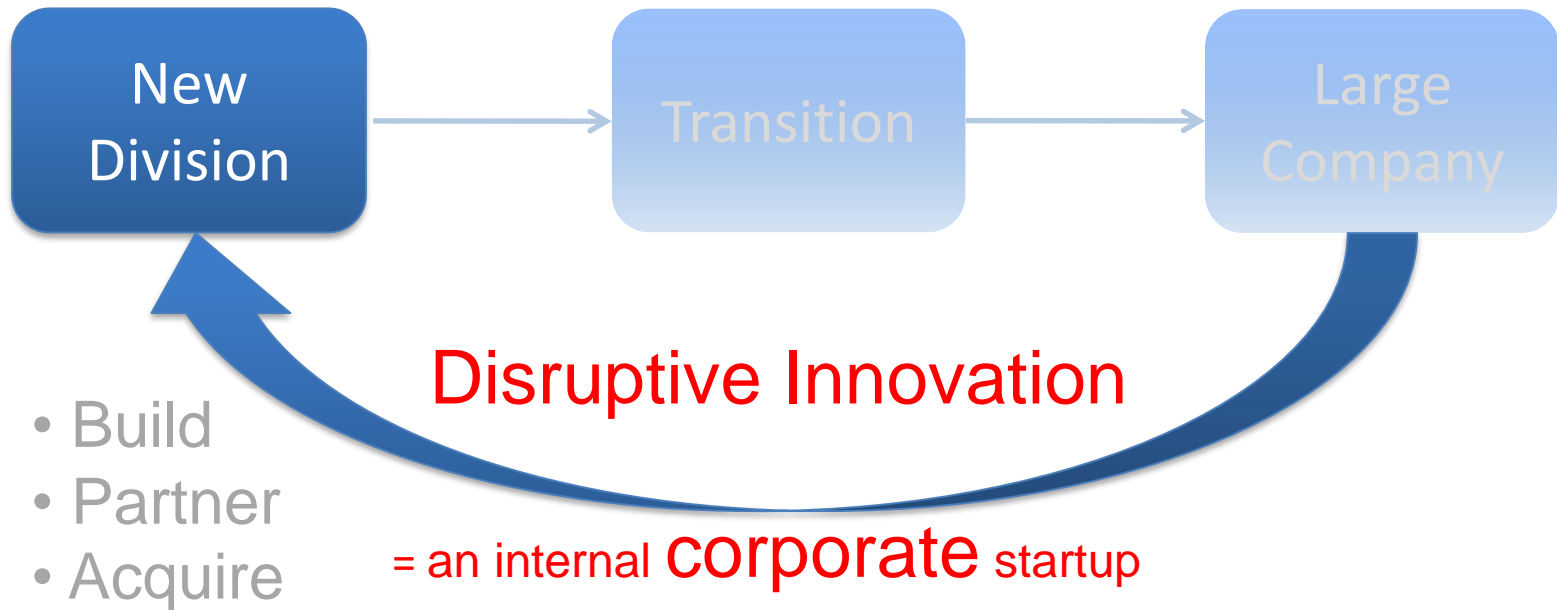 New
Division
Transition
Large
Company
Disruptive Innovation
• Build
• Partner
• Acquire
= an internal corporate startup